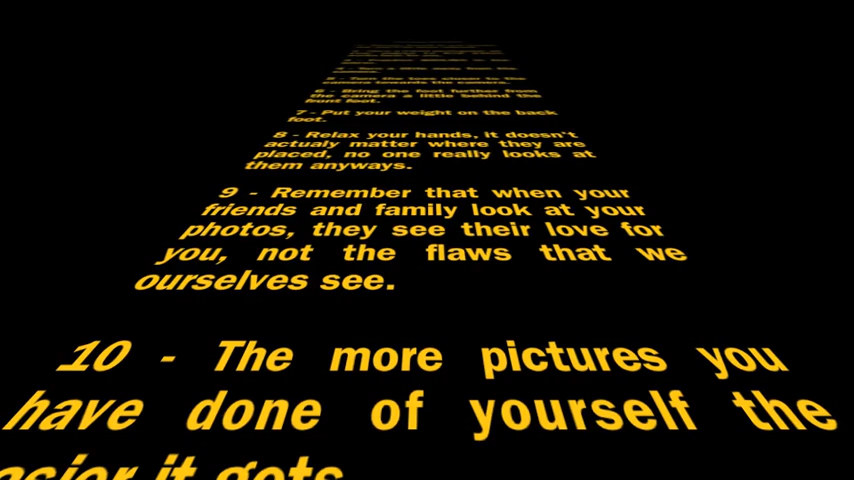 5 - Turn the toes closer to the
camera towards the camera.
6 - Bring the foot further from
the camera a little behind the
front foot.
7 - Put your weight on the back
foot.
8 - Relax your hands, it doesn't
actualy matter where they are
placed, no one really looks at
them anyways.
9 - Remember that when your
friends and family look at your
photos, they see their love for
you, not the flaws that we
ourselves see.
10 - The more pictures you
have done of yourself the
easier it gets